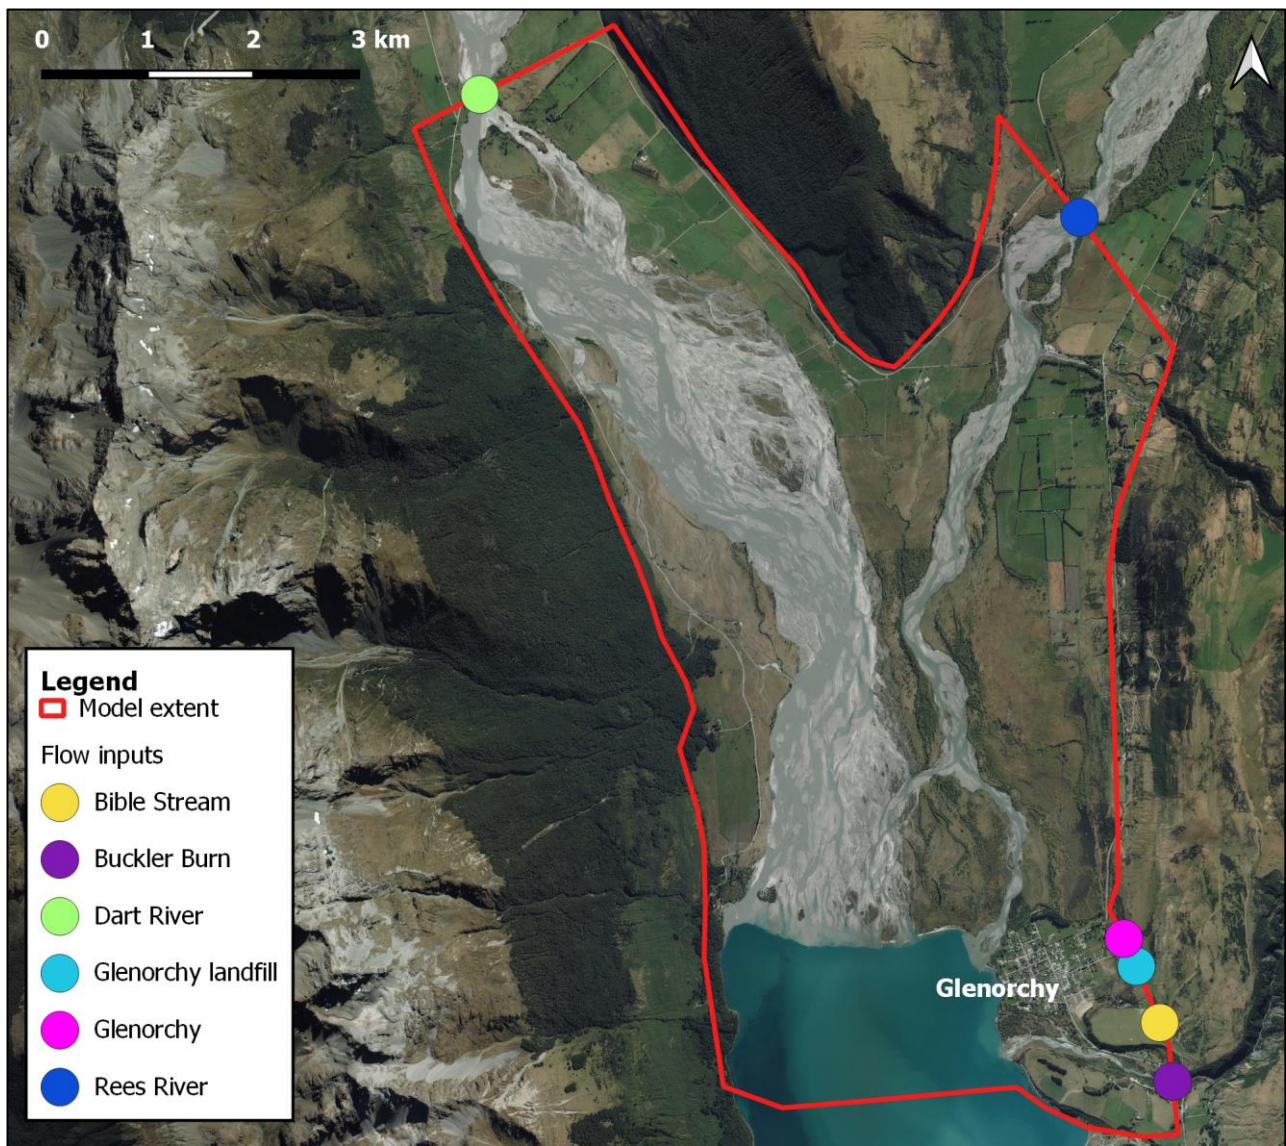 0 1 2 3 km
Glenorchy
Legend
Model extent
Flow inputs
Bible Stream
Buckler Burn
Dart River
Glenorchy landfill
Glenorchy
Rees River